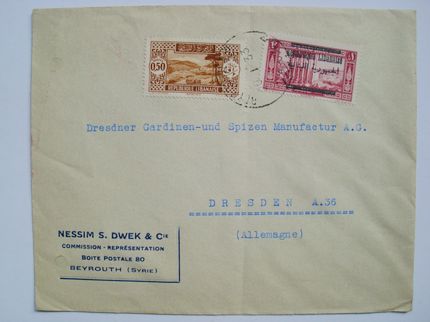 0,50
REPUBLIQUE LIBANAISE
Dresdner Gardinen-und Spizen Manufactur A.G.
DRESDEN A.36
(Allemagne)
NESSIM S. DWEK & CIE
COMMISSION - REPRÉSENTATION
BOITE POSTALE 80
BEYROUTH (SYRIE)